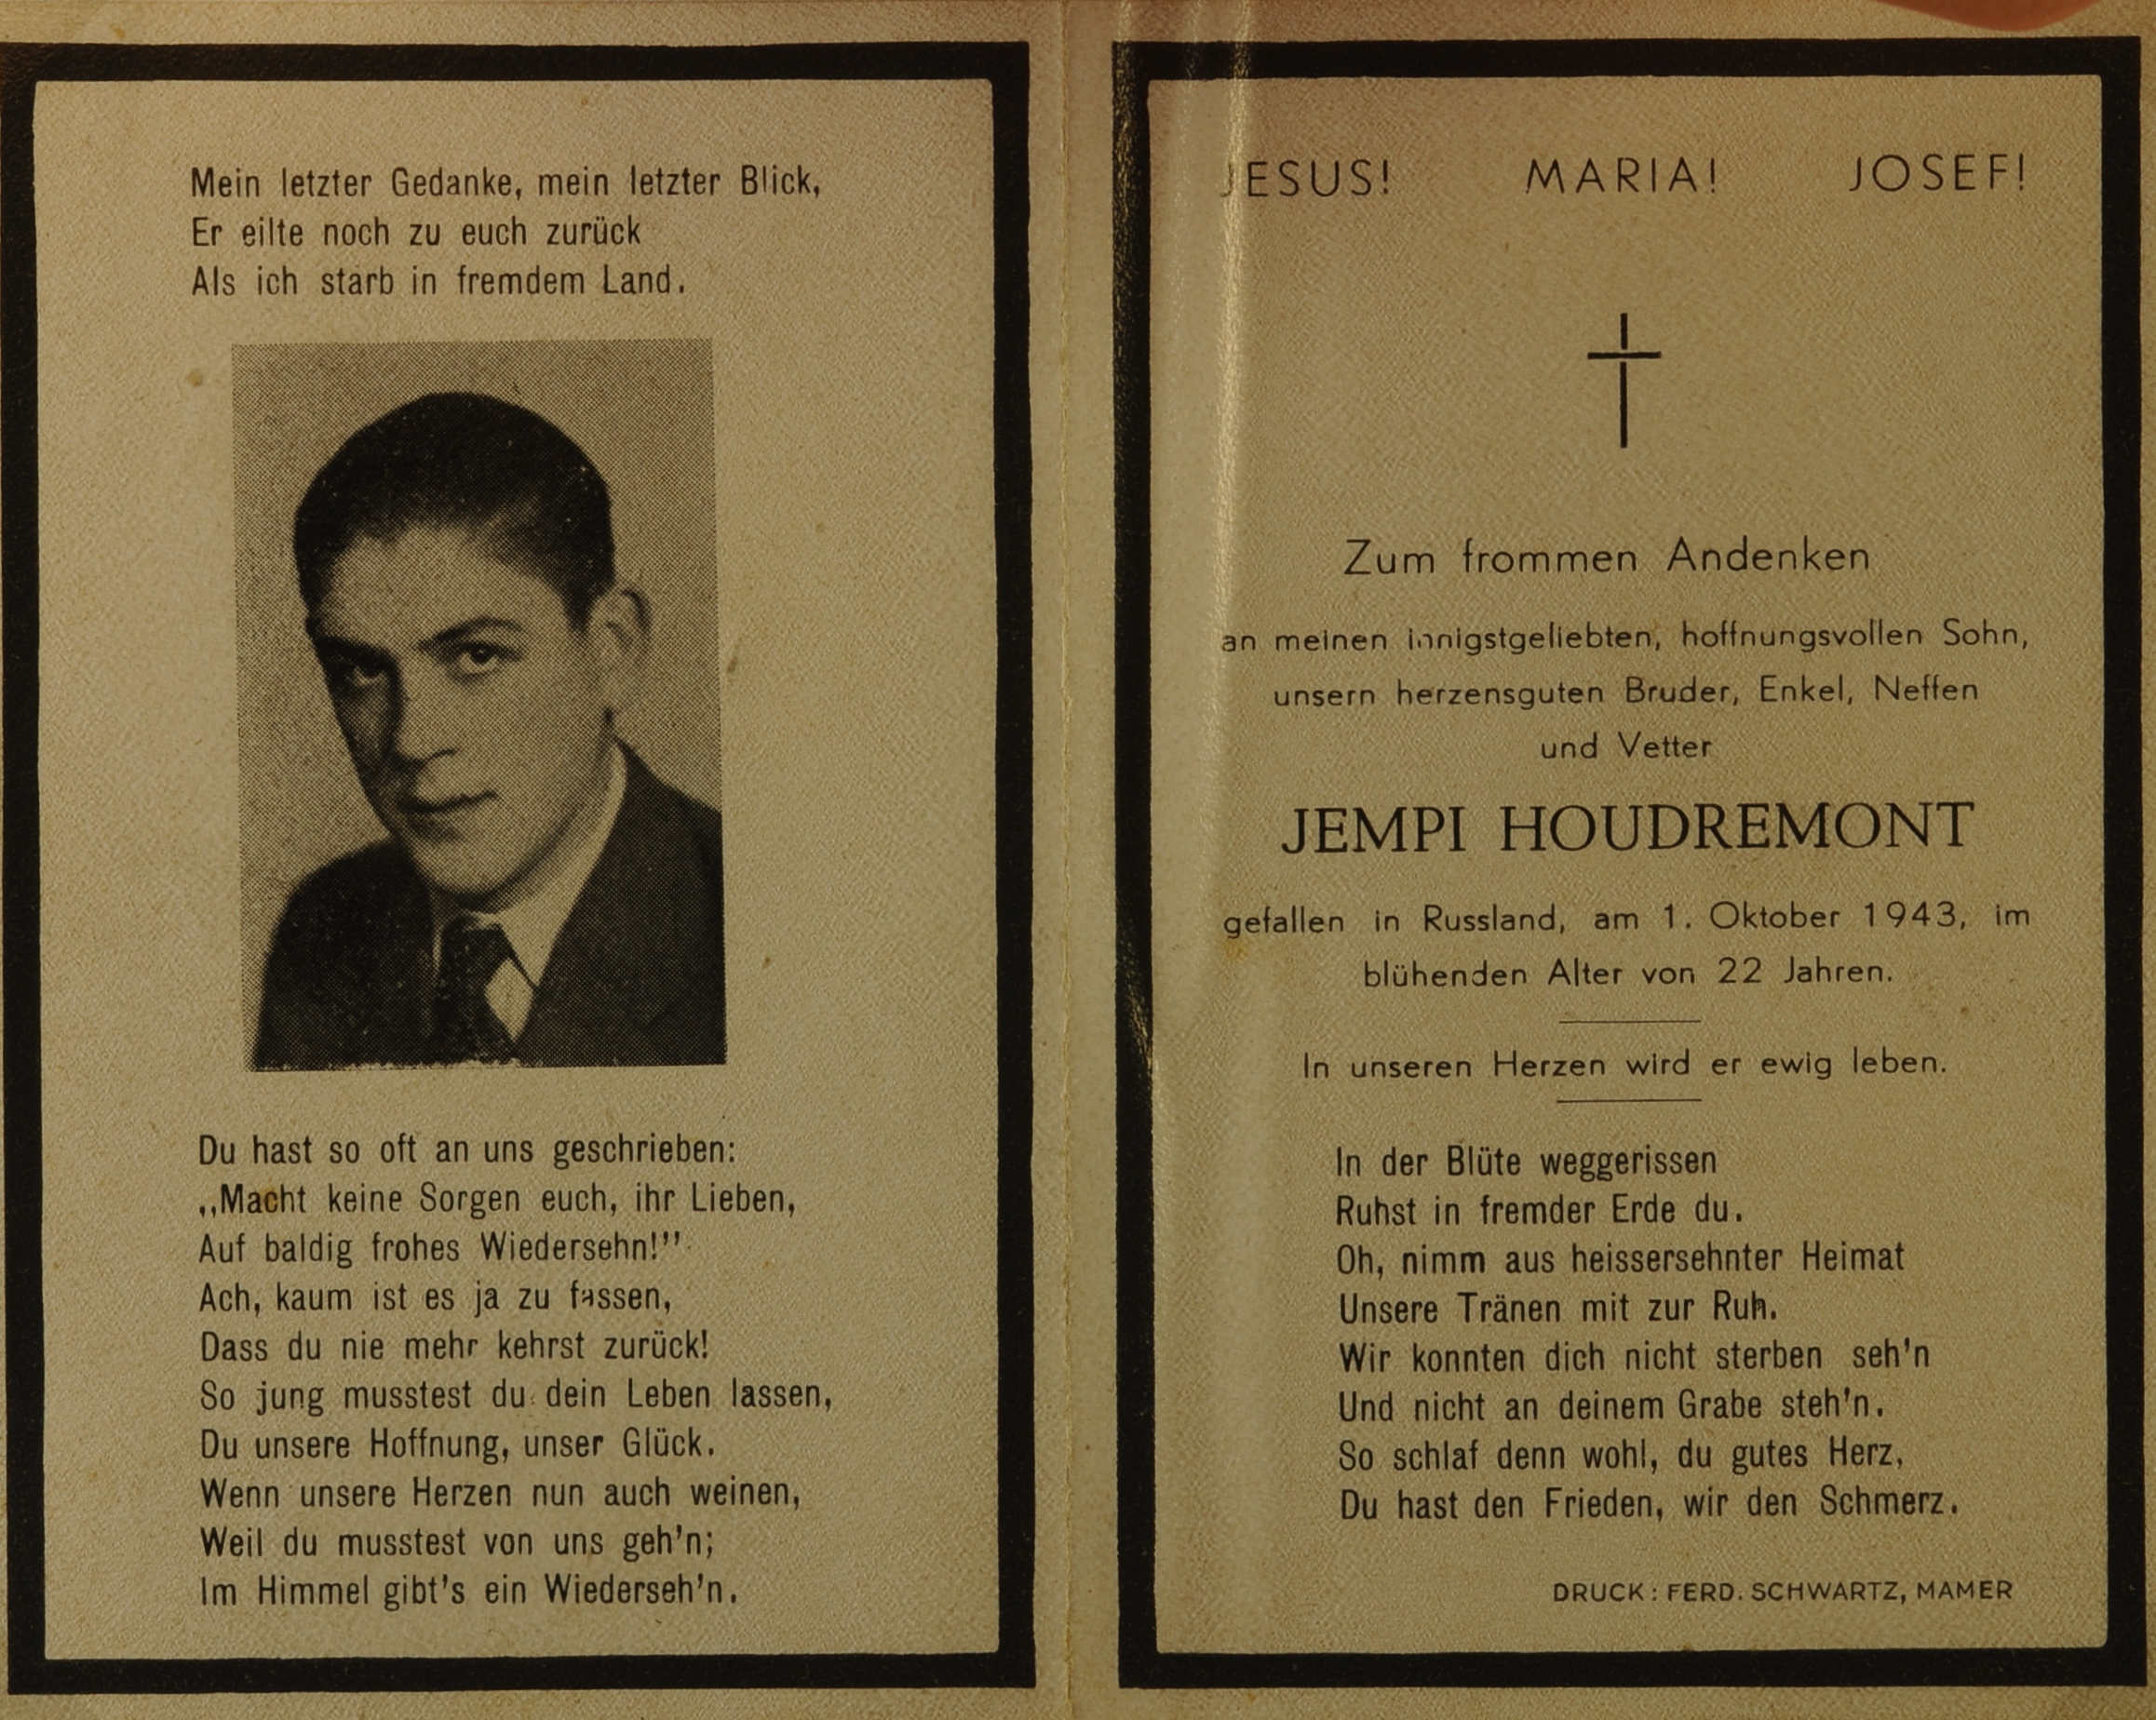 Mein letzter Gedanke, mein letzter Blick,
Er eilte noch zu euch zurück
Als ich starb in fremdem Land.
Du hast so oft an uns geschrieben:
,,Macht keine Sorgen euch, ihr Lieben,
Auf baldig frohes Wiedersehn!''
Ach, kaum ist es ja zu fassen,
Dass du nie mehr kehrst zurück!
So jung musstest du dein Leben lassen,
Du unsere Hoffnung, unser Glück.
Wenn unsere Herzen nun auch weinen,
Weil du musstest von uns geh'n;
Im Himmel gibt's ein Wiederseh'n.
JESUS! MARIA! JOSEF!
Zum frommen Andenken
an meinen innigstgeliebten, hoffnungsvollen Sohn,
unsern herzensguten Bruder, Enkel, Neffen
und Vetter
JEMPI HOUDREMONT
gefallen in Russland, am 1. Oktober 1943, im
blühenden Alter von 22 Jahren.
In unseren Herzen wird er ewig leben.
In der Blüte weggerissen
Ruhst in fremder Erde du.
Oh, nimm aus heissersehnter Heimat
Unsere Tränen mit zur Ruh.
Wir konnten dich nicht sterben seh'n
Und nicht an deinem Grabe steh'n.
So schlaf denn wohl, du gutes Herz,
Du hast den Frieden, wir den Schmerz.
DRUCK: FERD. SCHWARTZ, MAMER